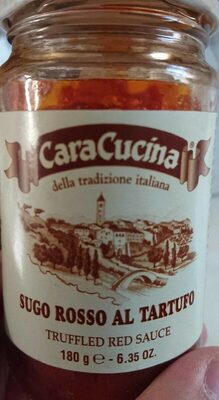 CaraCucina
della tradizione italiana
SUGO ROSSO AL TARTUFO
TRUFFLED RED SAUCE
180 g e - 6.35 OZ.